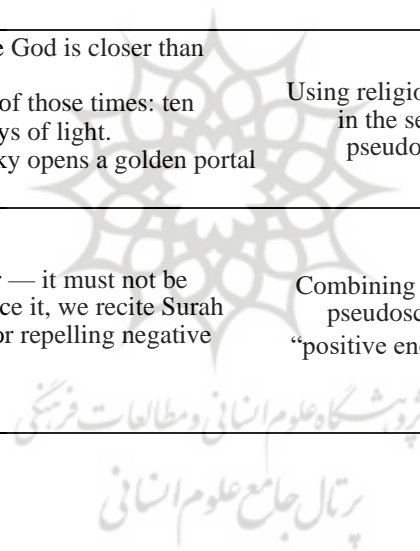 e God is closer than
of those times: ten
ys of light.
ky opens a golden portal
Using religio
in the se
pseudo
— it must not be
ce it, we recite Surah
or repelling negative
Combining
pseudosc
“positive ene
ژوهشگاه علوم انسانی و مطالعات فرهنگی
پرتال جامع علوم انسانی